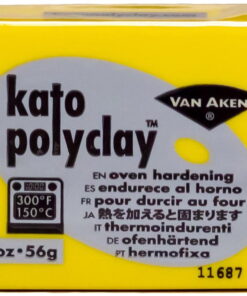 kato
polyclay™
VAN AKEN
®
EN oven hardening
ES endurece al horno
FR pour durcir au four
JA 熱を加えると固まります
IT thermoindurenti
DE ofenhärtend
PT hermofixa
300°F
150°C
oz • 56g
11687